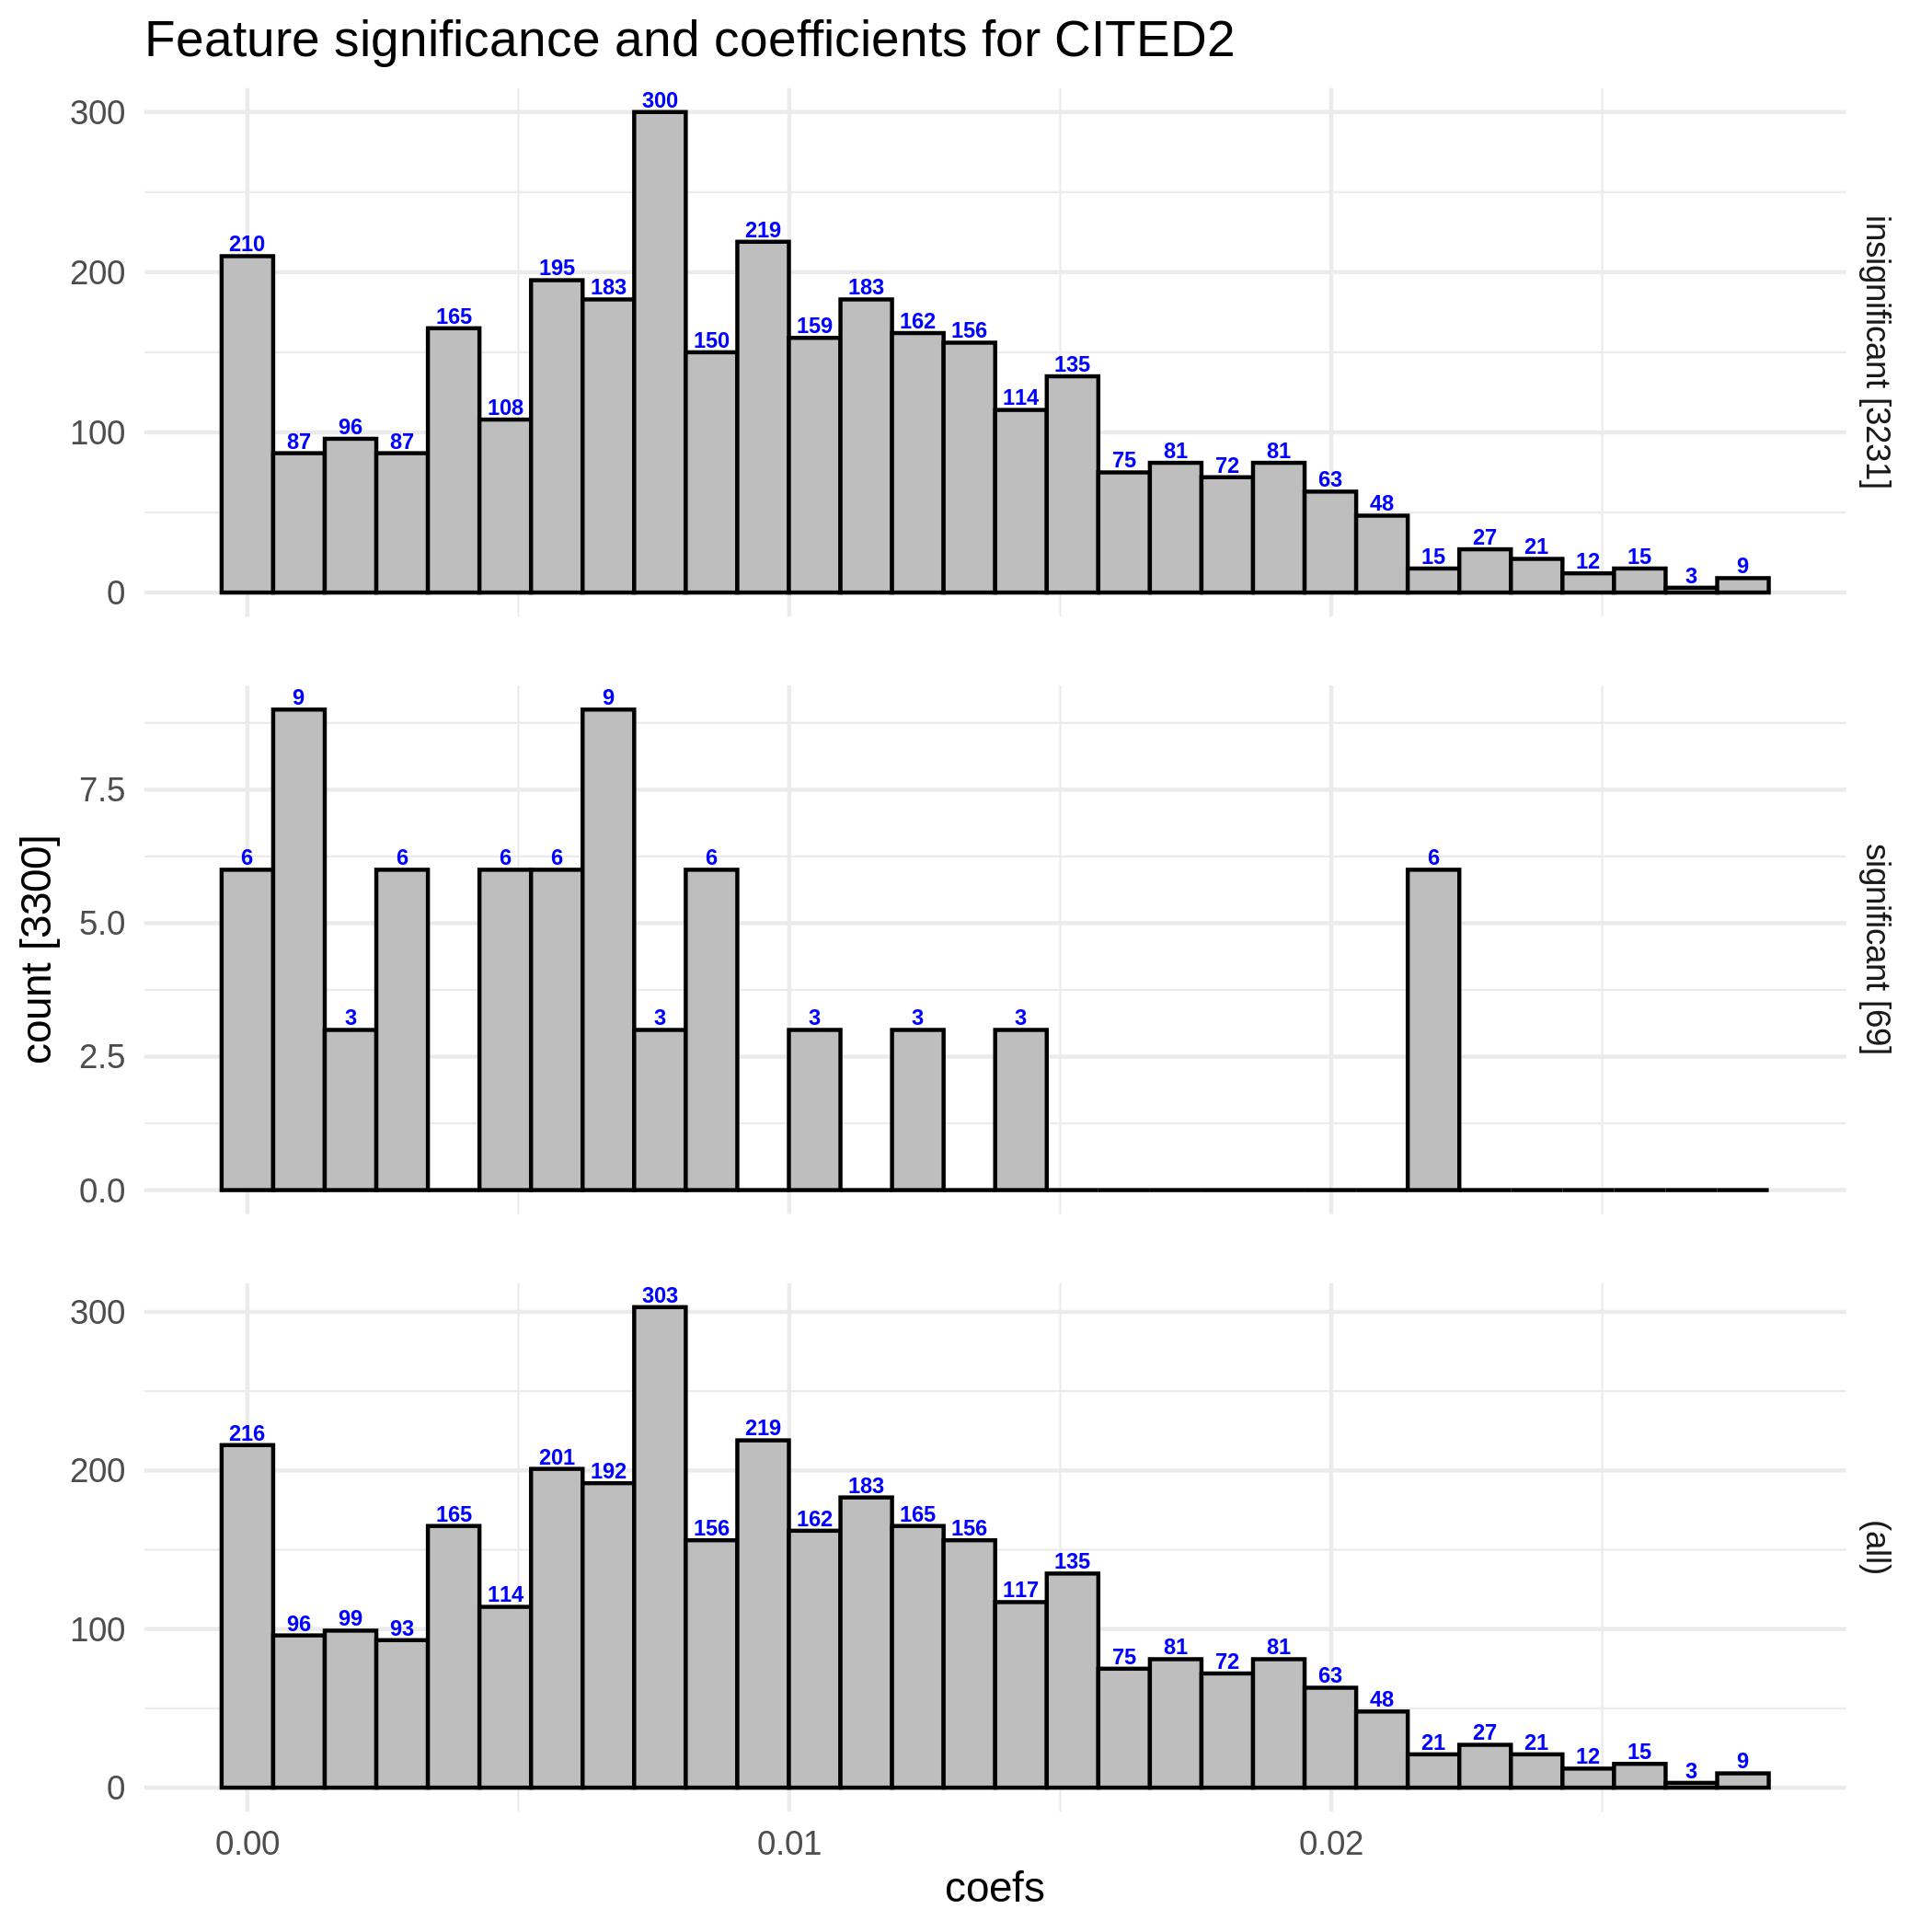 Feature significance and coefficients for CITED2
300
200
100
0
210 87 96 87 165 108 195 183 300 150 219 159 183 162 156 114 135 75 81 72 81 63 48 15 27 21 12 15 3 9
insignificant [3231]
count [3300]
7.5
5.0
2.5
0.0
6 9 3 6 6 6 9 3 6 3 3 3 6
significant [69]
300
200
100
0
216 96 99 93 165 114 201 192 303 156 219 162 183 165 156 117 135 75 81 72 81 63 48 21 27 21 12 15 3 9
(all)
0.00 0.01 0.02
coefs